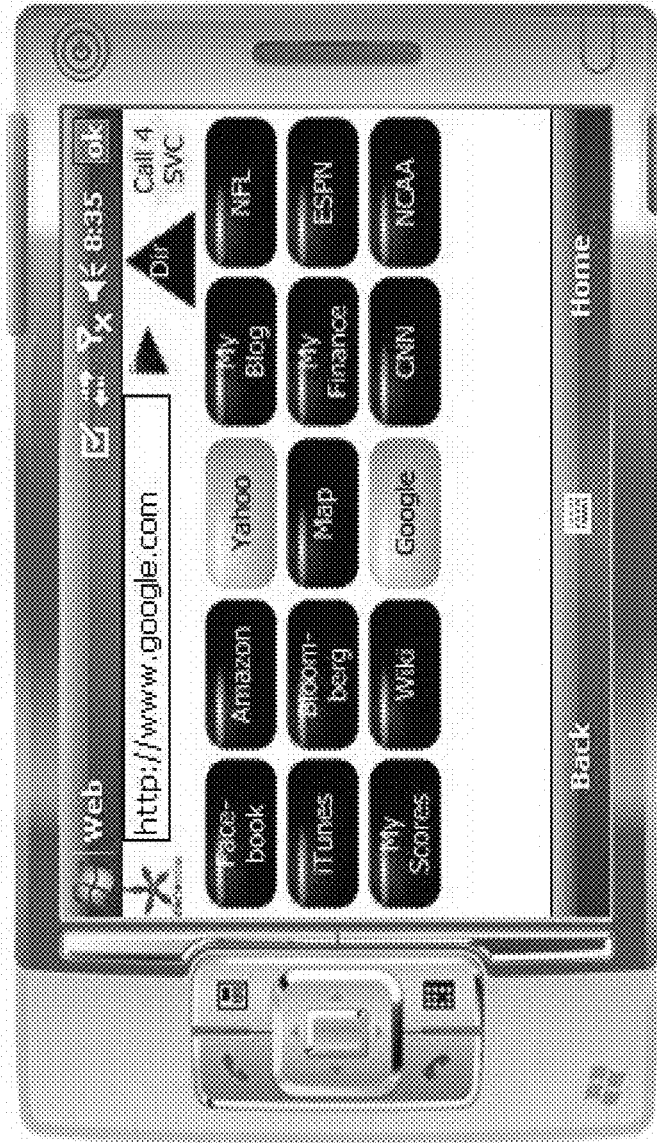 Web 8:35 ok
http://www.google.com Dir Call 4 SVC
Face-book Amazon Yahoo My Blog NFL
iTunes Bloom-berg Map My Finance ESPN
My Scores Wiki Google CNN NCAA
Back Home